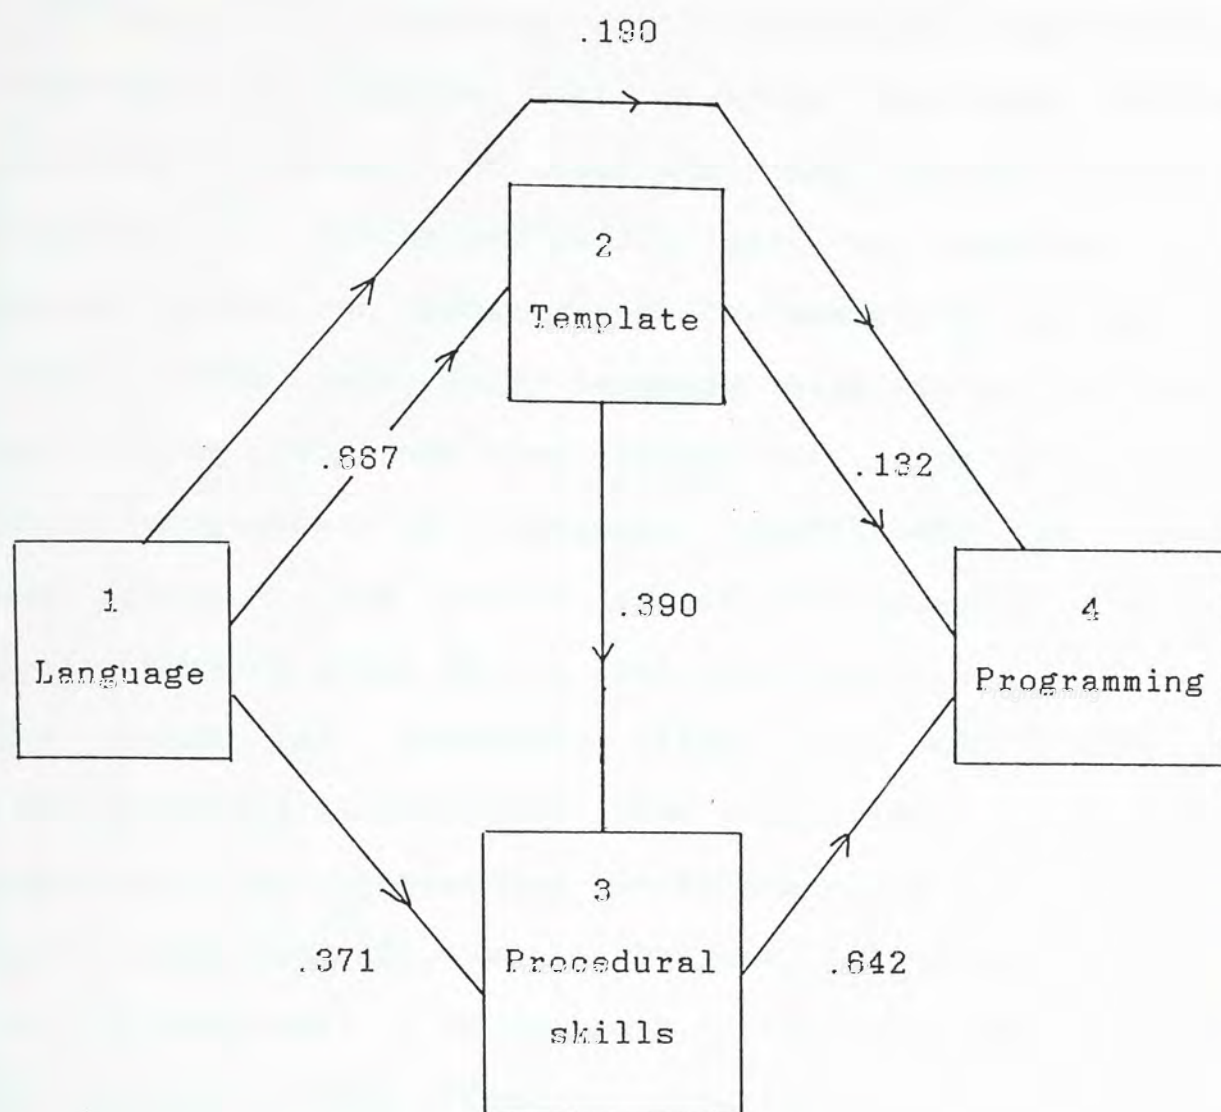 .190
2
Template
.667
.132
1
Language
.390
4
Programming
3
Procedural
skills
.371
.642